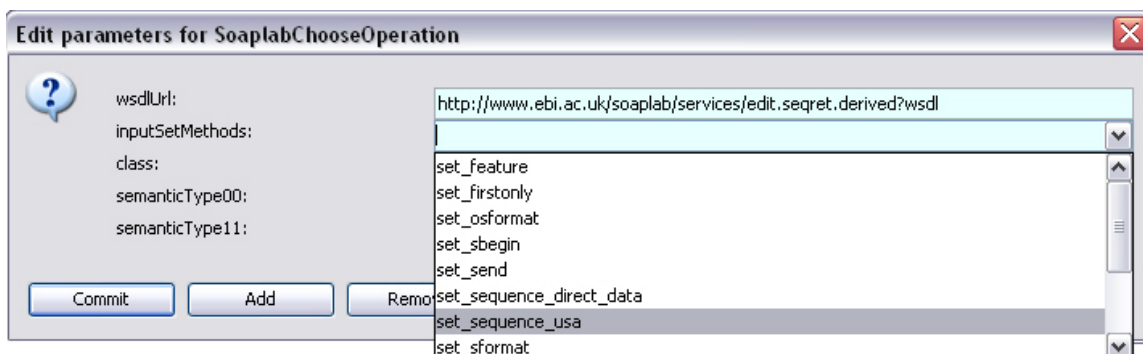 Edit parameters for SoaplabChooseOperation
wsdlUrl:
http://www.ebi.ac.uk/soaplab/services/edit.seqret.derived?wsdl
inputSetMethods:
class:
semanticType00:
semanticType11:
set_feature
set_firstonly
set_osformat
set_sbegin
set_send
set_sequence_direct_data
set_sequence_usa
set_sformat
Commit
Add
Remo